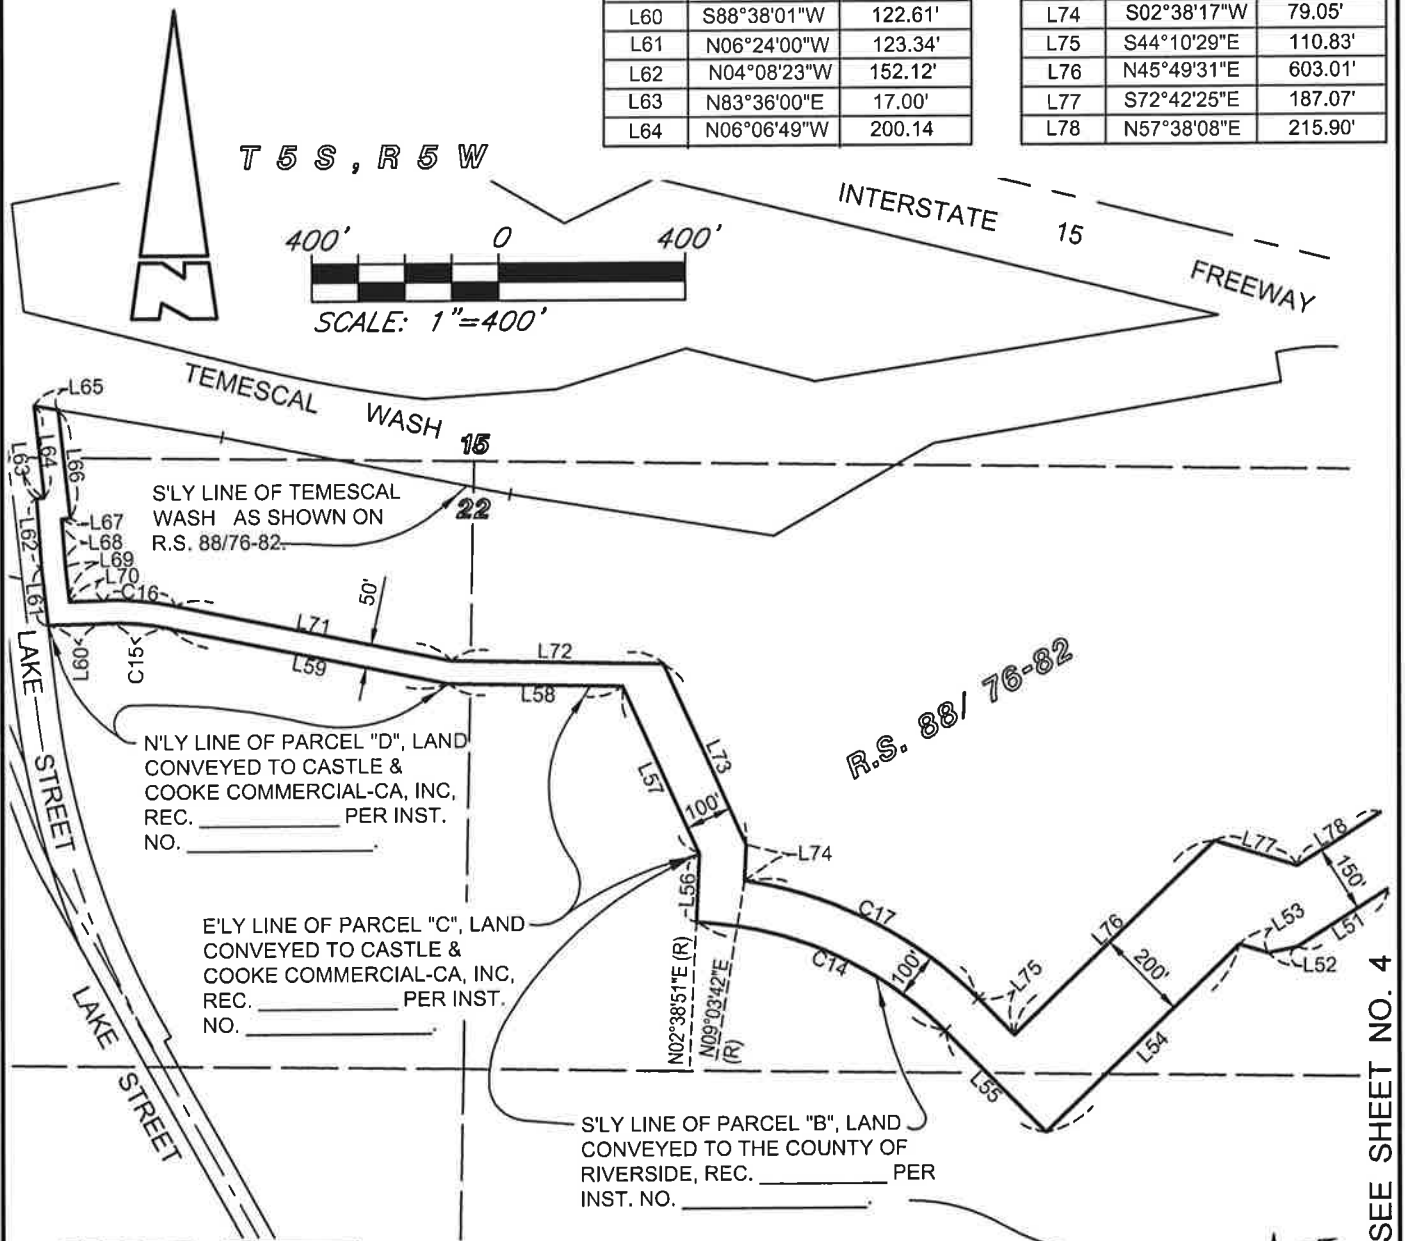 L60 S88°38'01"W 122.61'
L61 N06°24'00"W 123.34'
L62 N04°08'23"W 152.12'
L63 N83°36'00"E 17.00'
L64 N06°06'49"W 200.14
L74 S02°38'17"W 79.05'
L75 S44°10'29"E 110.83'
L76 N45°49'31"E 603.01'
L77 S72°42'25"E 187.07'
L78 N57°38'08"E 215.90'
T 5 S , R 5 W
400' 0 400'
SCALE: 1"=400'
INTERSTATE 15
FREEWAY
TEMESCAL WASH
15
22
L65
L63
L64
L66
S'LY LINE OF TEMESCAL
WASH AS SHOWN ON
R.S. 88/76-82.
L67
L68
L69
L70
C16
L62
L61
L60
C15
L71
L59
50'
L72
L58
LAKE STREET
N'LY LINE OF PARCEL "D", LAND
CONVEYED TO CASTLE &
COOKE COMMERCIAL-CA, INC,
REC. __________ PER INST.
NO. ______________.
L57
L73
100'
R.S. 88/ 76-82
L74
L56
E'LY LINE OF PARCEL "C", LAND
CONVEYED TO CASTLE &
COOKE COMMERCIAL-CA, INC,
REC. __________ PER INST.
NO. ______________.
C17
C14
100'
N02°38'51"E (R)
N09°03'42"E
(R)
L75
L76
L77
L78
150'
L53
L51
L52
200'
L54
L55
LAKE STREET
S'LY LINE OF PARCEL "B", LAND
CONVEYED TO THE COUNTY OF
RIVERSIDE, REC. __________ PER
INST. NO. ______________.
SEE SHEET NO. 4